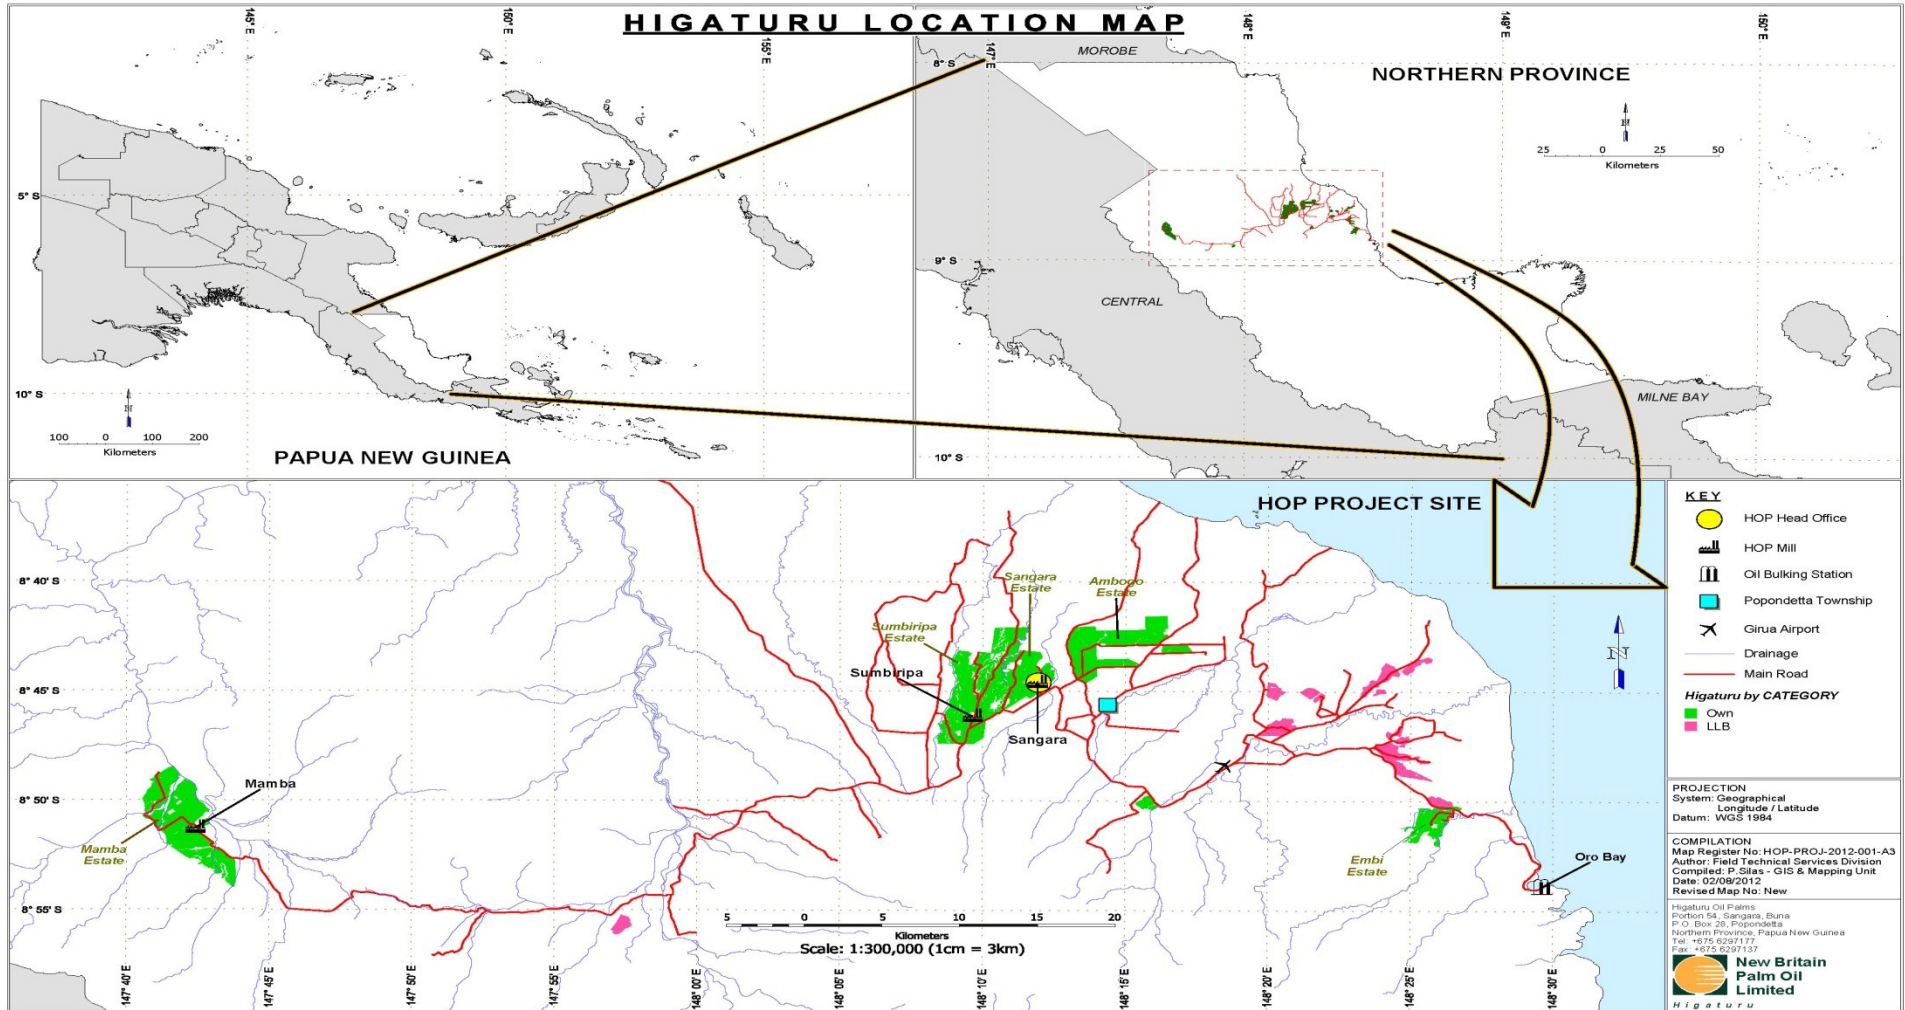 HIGATURU LOCATION MAP
145° E
150° E
155° E
5° S
10° S
N
100 0 100 200
Kilometers
PAPUA NEW GUINEA
147° E
148° E
149° E
150° E
8° S
9° S
10° S
MOROBE
NORTHERN PROVINCE
N
25 0 25 50
Kilometers
CENTRAL
MILNE BAY
HOP PROJECT SITE
8° 40' S
8° 45' S
8° 50' S
8° 55' S
Sangara
Estate
Ambogo
Estate
Sumbiripa
Estate
Sumbiripa
Sangara
Mamba
Mamba
Estate
Embi
Estate
Oro Bay
5 0 5 10 15 20
Kilometers
Scale: 1:300,000 (1cm = 3km)
147° 40' E
147° 45' E
147° 50' E
147° 55' E
148° 00' E
148° 05' E
148° 10' E
148° 15' E
148° 20' E
148° 25' E
148° 30' E
N
KEY
HOP Head Office
HOP Mill
Oil Bulking Station
Popondetta Township
Girua Airport
Drainage
Main Road
Higaturu by CATEGORY
Own
LLB
PROJECTION
System: Geographical
Longitude / Latitude
Datum: WGS 1984
COMPILATION
Map Register No: HOP-PROJ-2012-001-A3
Author: Field Technical Services Division
Compiled: P.Silas - GIS & Mapping Unit
Date: 02/08/2012
Revised Map No: New
Higaturu Oil Palms
Portion 54, Sangara, Buna
P.O. Box 28, Popondetta
Northern Province, Papua New Guinea
Tel: +675 6297177
Fax: +675 6297137
New Britain
Palm Oil
Limited
Higaturu